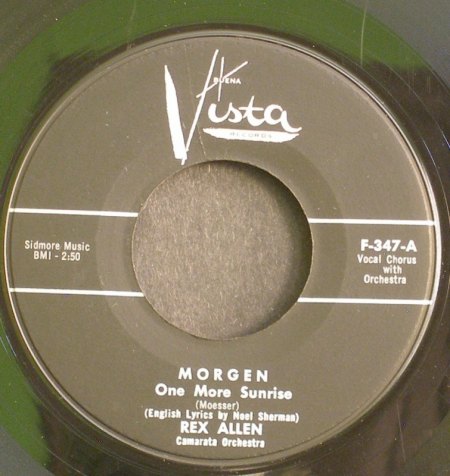 BUENA
Vista
RECORDS
Sidmore Music
BMI - 2:50
F-347-A
Vocal Chorus
with
Orchestra
MORGEN
One More Sunrise
(Moesser)
(English Lyrics by Noel Sherman)
REX ALLEN
Camarata Orchestra